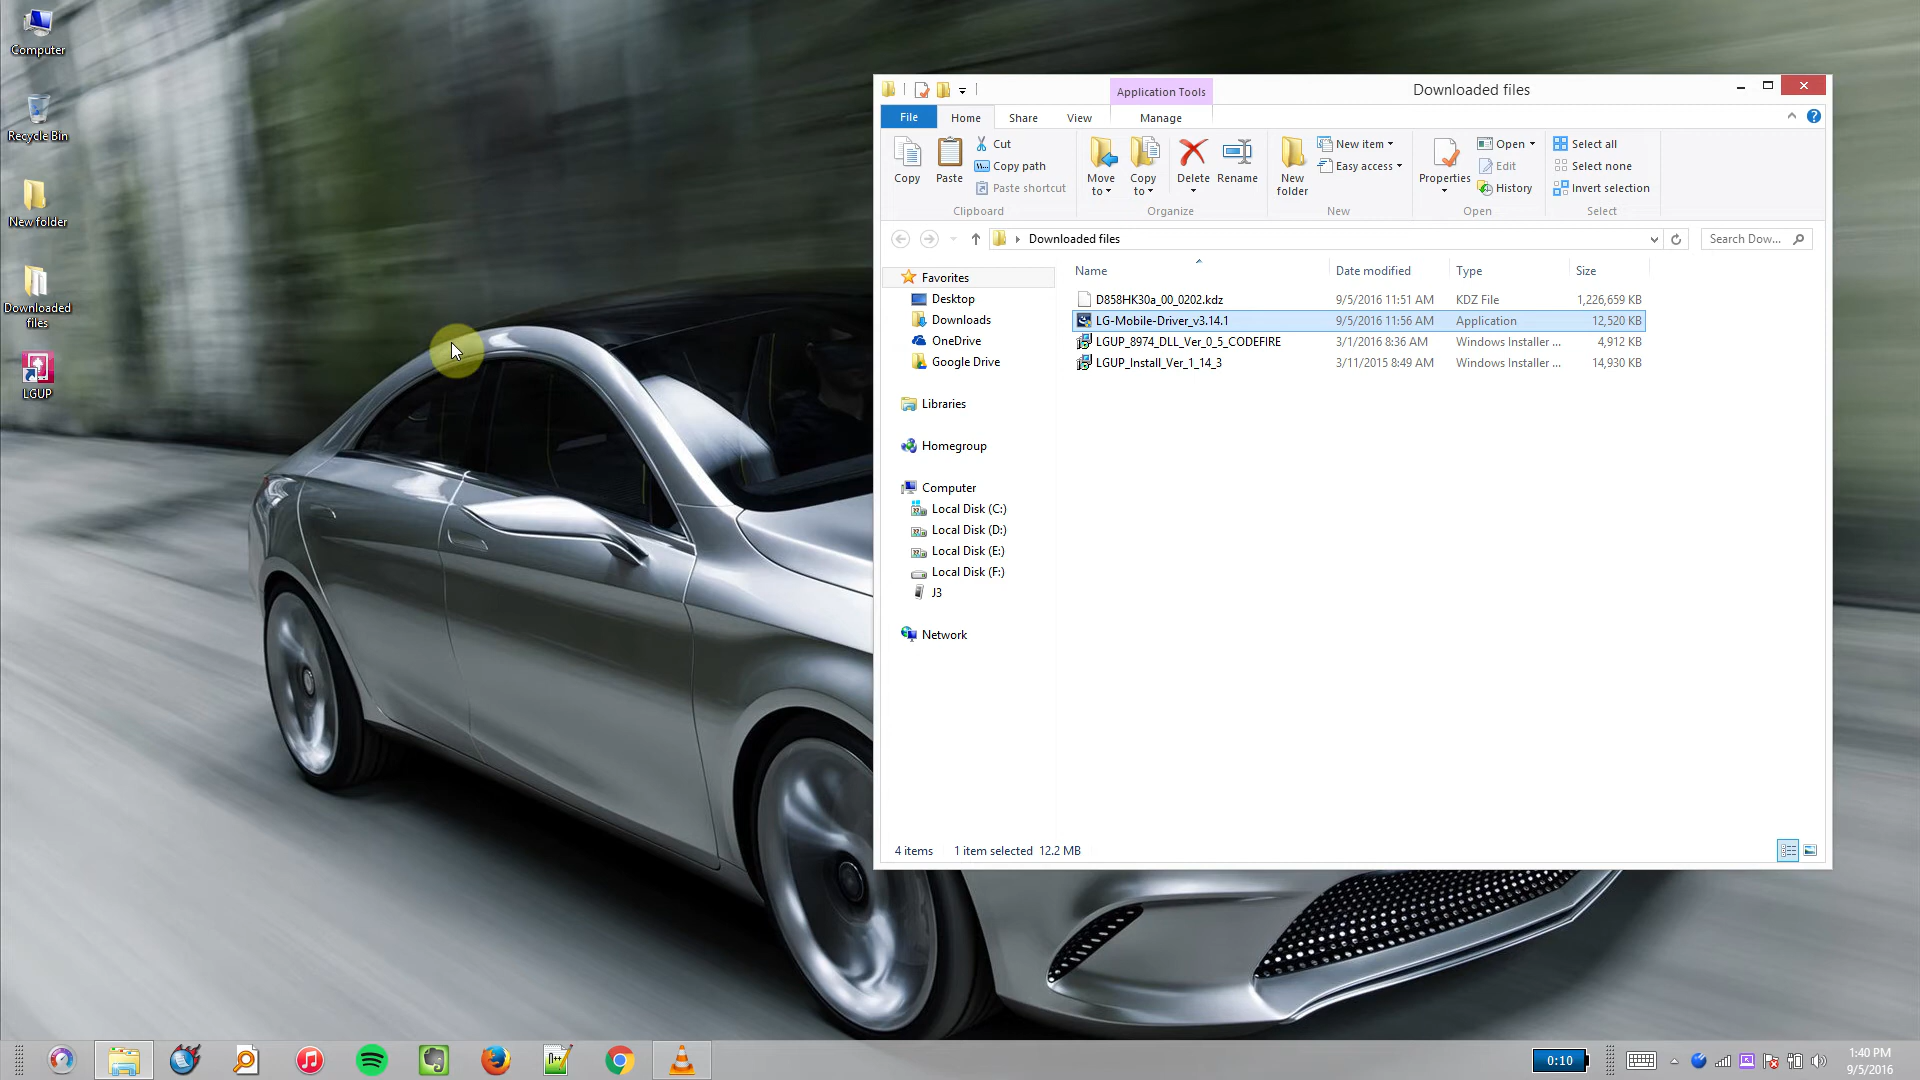 Computer
Recycle Bin
New folder
Downloaded
files
LGUP
Application Tools
Downloaded files
File
Home
Share
View
Manage
Copy
Paste
Cut
Copy path
Paste shortcut
Clipboard
Move
to
Copy
to
Delete
Rename
Organize
New
folder
New item
Easy access
New
Properties
Open
Edit
History
Open
Select all
Select none
Invert selection
Select
Downloaded files
Search Dow...
Favorites
Desktop
Downloads
OneDrive
Google Drive
Libraries
Homegroup
Computer
Local Disk (C:)
Local Disk (D:)
Local Disk (E:)
Local Disk (F:)
J3
Network
Name Date modified Type Size
D858HK30a_00_0202.kdz 9/5/2016 11:51 AM KDZ File 1,226,659 KB
LG-Mobile-Driver_v3.14.1 9/5/2016 11:56 AM Application 12,520 KB
LGUP_8974_DLL_Ver_0_5_CODEFIRE 3/1/2016 8:36 AM Windows Installer ... 4,912 KB
LGUP_Install_Ver_1_14_3 3/11/2015 8:49 AM Windows Installer ... 14,930 KB
4 items 1 item selected 12.2 MB
0:10
1:40 PM
9/5/2016